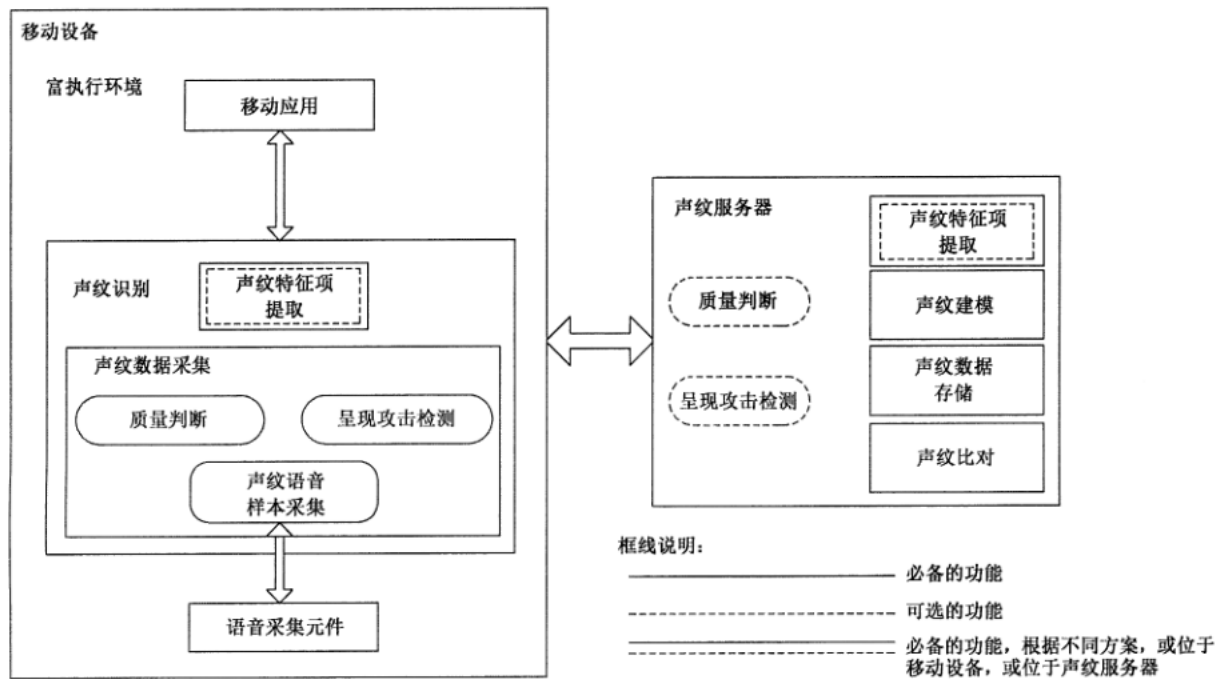 移动设备
富执行环境
移动应用
声纹识别
声纹特征项
提取
声纹数据采集
质量判断
呈现攻击检测
声纹语音
样本采集
语音采集元件
声纹服务器
声纹特征项
提取
质量判断
声纹建模
呈现攻击检测
声纹数据
存储
声纹比对
框线说明：
必备的功能
可选的功能
必备的功能，根据不同方案，或位于
移动设备，或位于声纹服务器